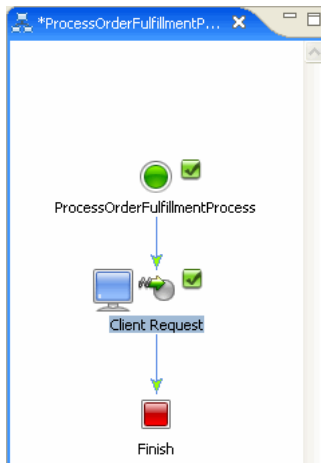 *ProcessOrderFulfillmentP...
ProcessOrderFulfillmentProcess
Client Request
Finish